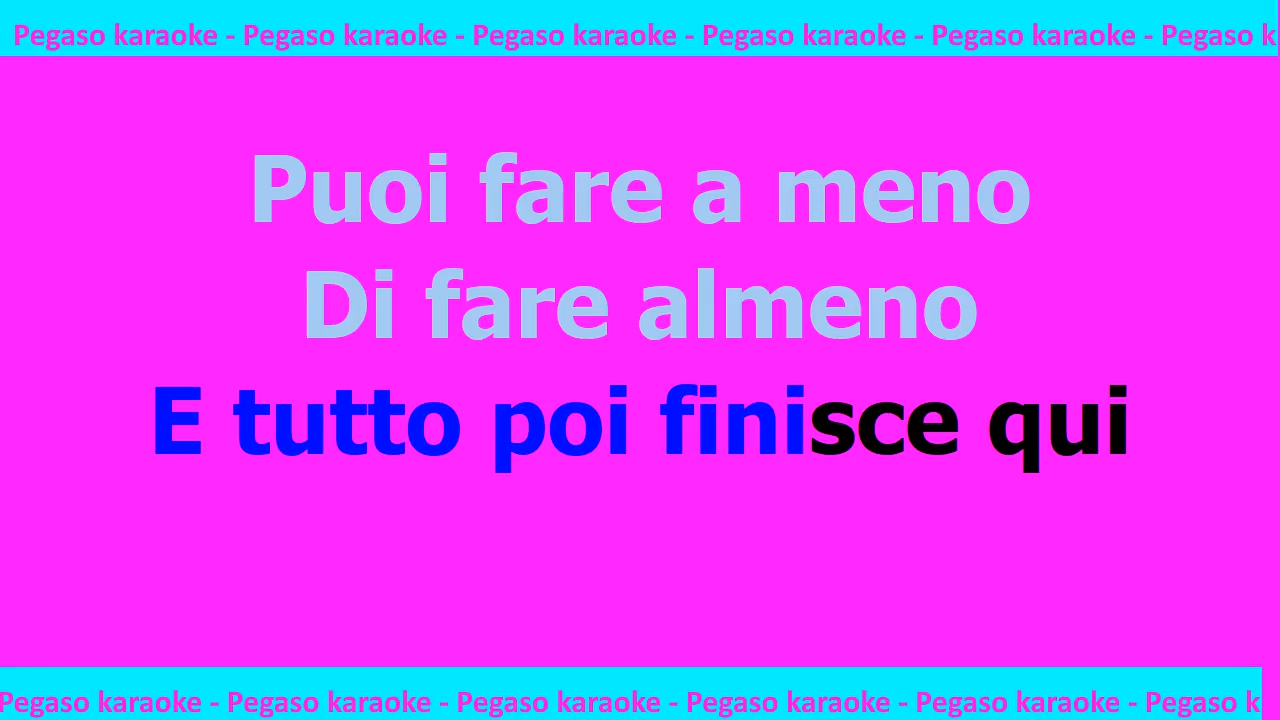 Pegaso karaoke - Pegaso karaoke - Pegaso karaoke - Pegaso karaoke - Pegaso karaoke - Pegaso k
Puoi fare a meno
Di fare almeno
E tutto poi finisce qui
Pegaso karaoke - Pegaso karaoke - Pegaso karaoke - Pegaso karaoke - Pegaso karaoke - Pegaso k